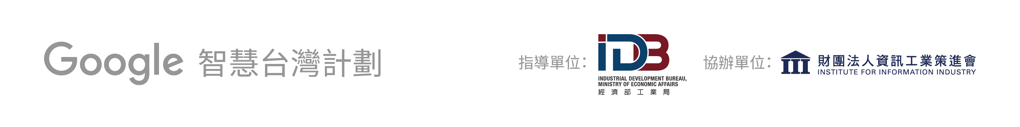 Google 智慧台灣計劃
指導單位：
IDB
INDUSTRIAL DEVELOPMENT BUREAU,
MINISTRY OF ECONOMIC AFFAIRS
經濟部工業局
協辦單位：
財團法人資訊工業策進會
INSTITUTE FOR INFORMATION INDUSTRY